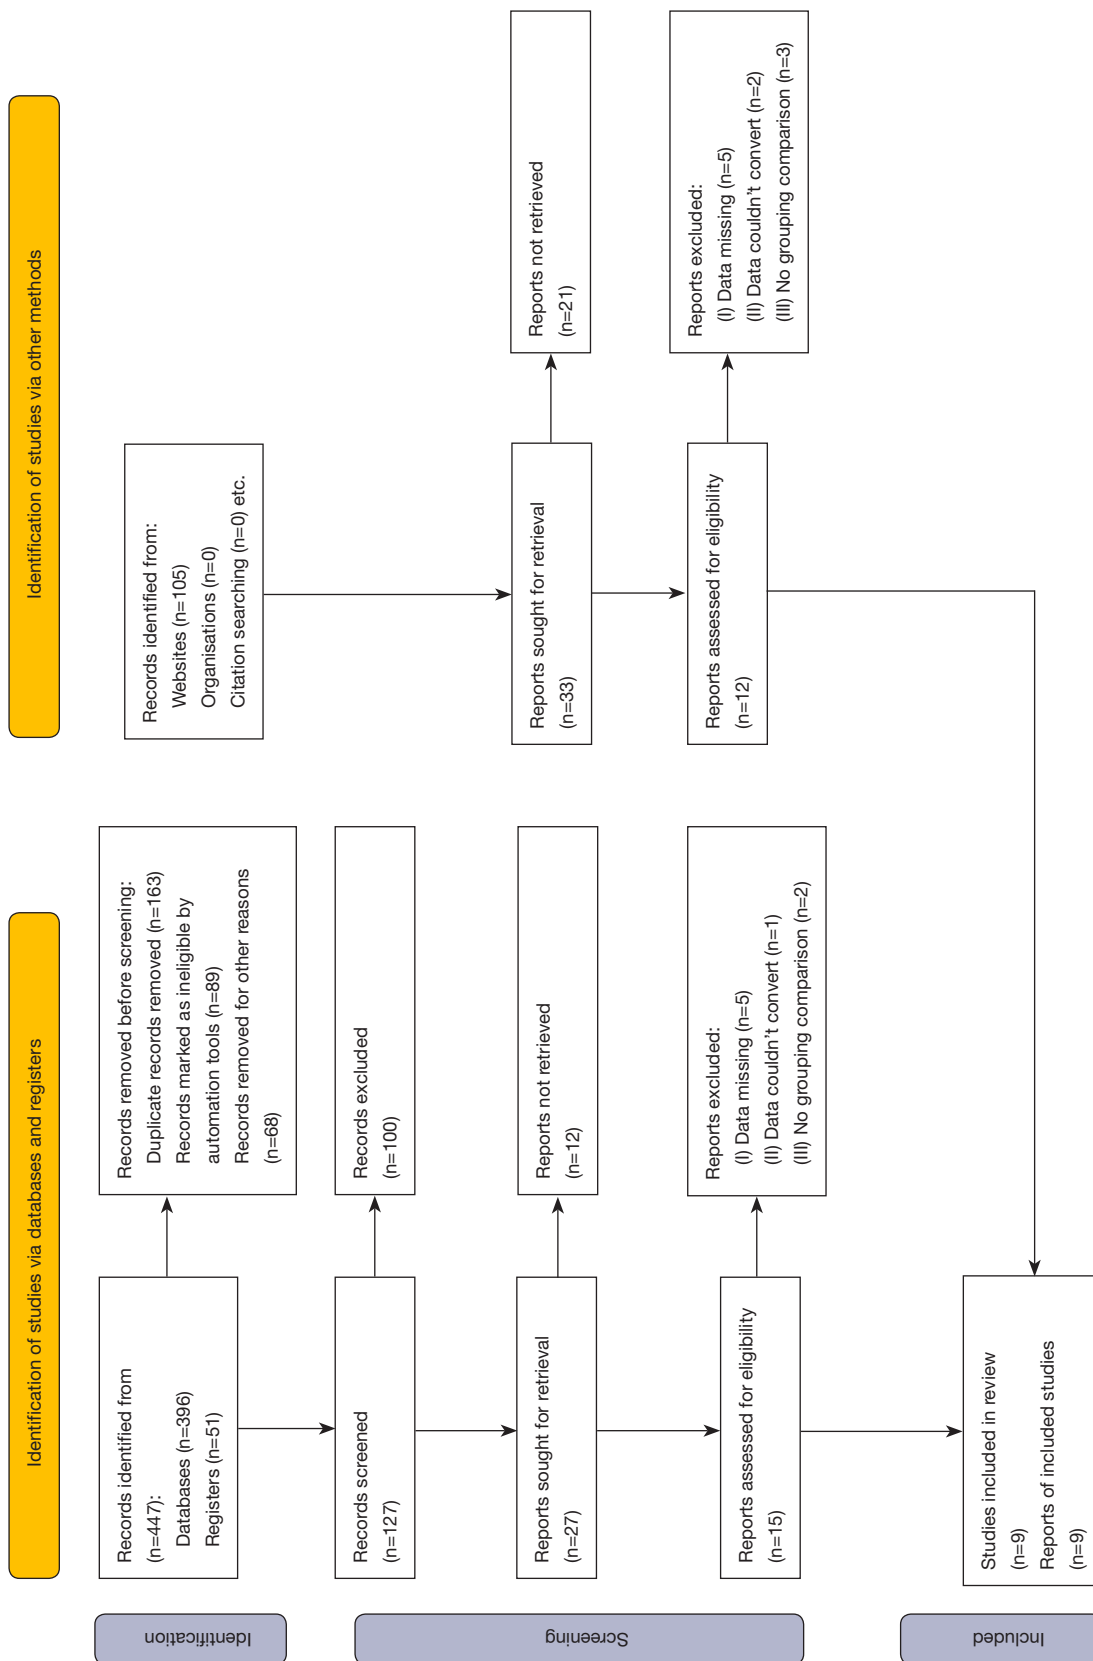 Identification of studies via databases and registers
Identification of studies via other methods
Identification
Records identified from
(n=447):
Databases (n=396)
Registers (n=51)
Records removed before screening:
Duplicate records removed (n=163)
Records marked as ineligible by
automation tools (n=89)
Records removed for other reasons
(n=68)
Records identified from:
Websites (n=105)
Organisations (n=0)
Citation searching (n=0) etc.
Screening
Records screened
(n=127)
Records excluded
(n=100)
Reports sought for retrieval
(n=27)
Reports not retrieved
(n=12)
Reports sought for retrieval
(n=33)
Reports not retrieved
(n=21)
Reports assessed for eligibility
(n=15)
Reports excluded:
(I) Data missing (n=5)
(II) Data couldn't convert (n=1)
(III) No grouping comparison (n=2)
Reports assessed for eligibility
(n=12)
Reports excluded:
(I) Data missing (n=5)
(II) Data couldn't convert (n=2)
(III) No grouping comparison (n=3)
Included
Studies included in review
(n=9)
Reports of included studies
(n=9)